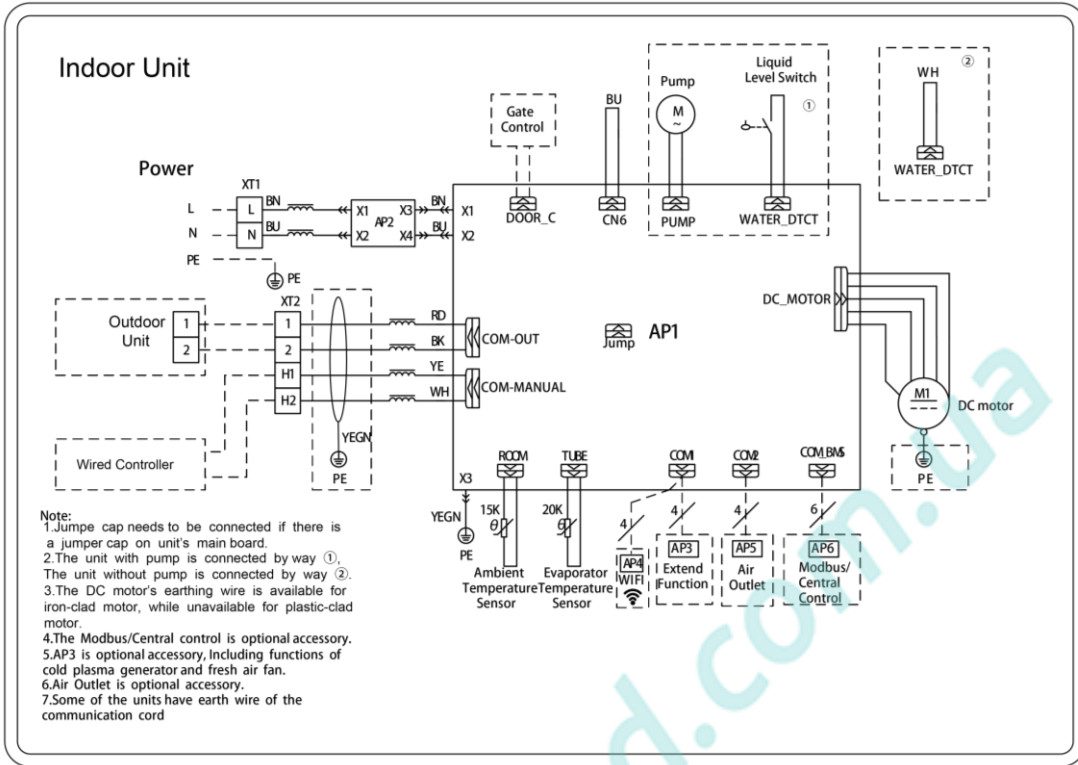 Indoor Unit
Power
XT1
L
N
PE
L
N
BN
BU
PE
X1
X2
AP2
X3
X4
BN
BU
X1
X2
Gate
Control
DOOR_C
BU
CN6
Pump
M
~
PUMP
Liquid
Level Switch
①
WATER_DTCT
WH
②
WATER_DTCT
Outdoor
Unit
1
2
XT2
1
2
H1
H2
RD
BK
YE
WH
COM-OUT
COM-MANUAL
YEGN
PE
Wired Controller
Jump
AP1
DC_MOTOR
M1
DC motor
PE
X3
YEGN
PE
ROOM
15K
θ
Ambient
Temperature
Sensor
TUBE
20K
θ
Evaporator
Temperature
Sensor
COM1
4
AP4
WIFI
4
AP3
Extend
Function
COM2
4
AP5
Air
Outlet
COM_BMS
6
AP6
Modbus/
Central
Control
Note:
1.Jumpe cap needs to be connected if there is
a jumper cap on unit's main board.
2.The unit with pump is connected by way ①,
The unit without pump is connected by way ②.
3.The DC motor's earthing wire is available for
iron-clad motor, while unavailable for plastic-clad
motor.
4.The Modbus/Central control is optional accessory.
5.AP3 is optional accessory, Including functions of
cold plasma generator and fresh air fan.
6.Air Outlet is optional accessory.
7.Some of the units have earth wire of the
communication cord
d.com.ua